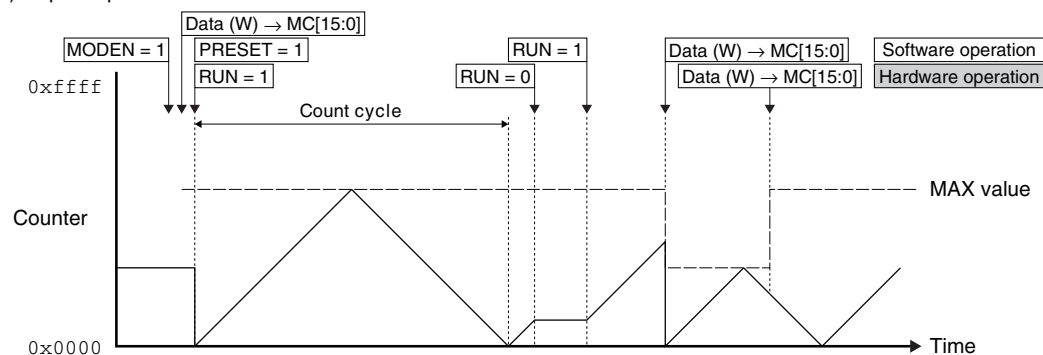 Data (W) → MC[15:0]
MODEN = 1
PRESET = 1
RUN = 1
RUN = 1
RUN = 0
Data (W) → MC[15:0]
Data (W) → MC[15:0]
Software operation
Hardware operation
0xffff
Count cycle
MAX value
Counter
0x0000
Time